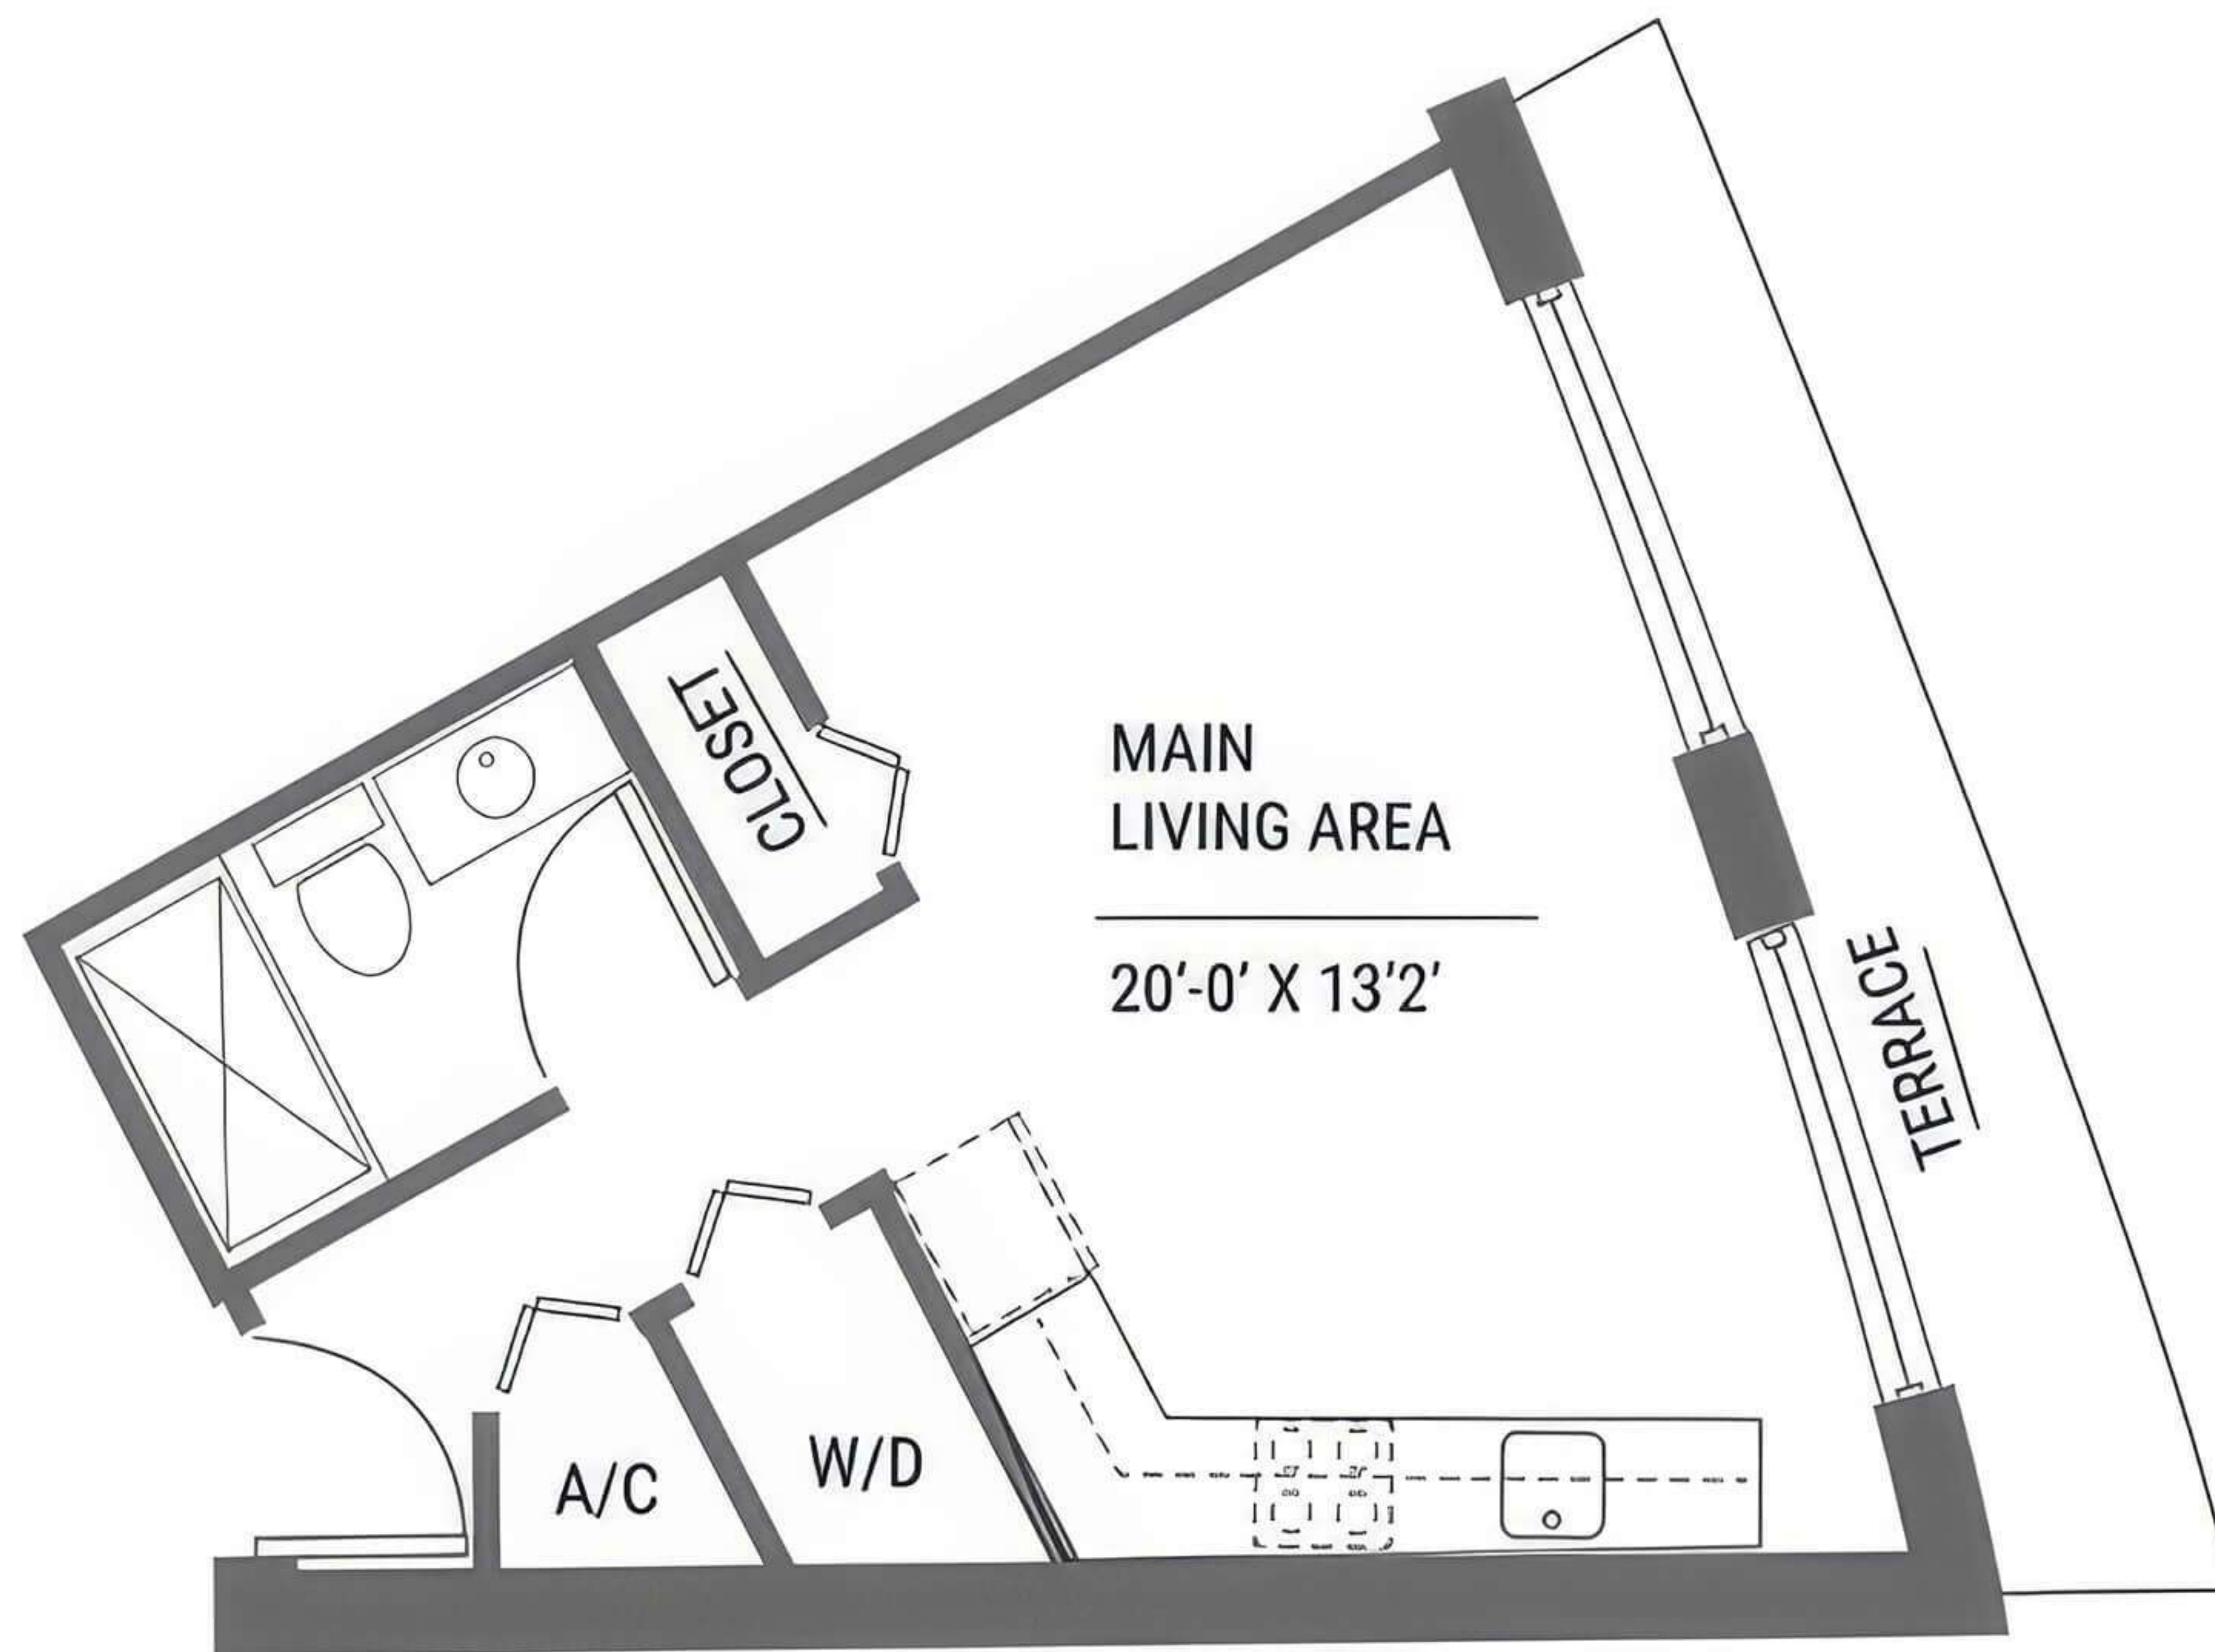 CLOSET
MAIN
LIVING AREA
20'-0' X 13'2'
TERRACE
A/C
W/D